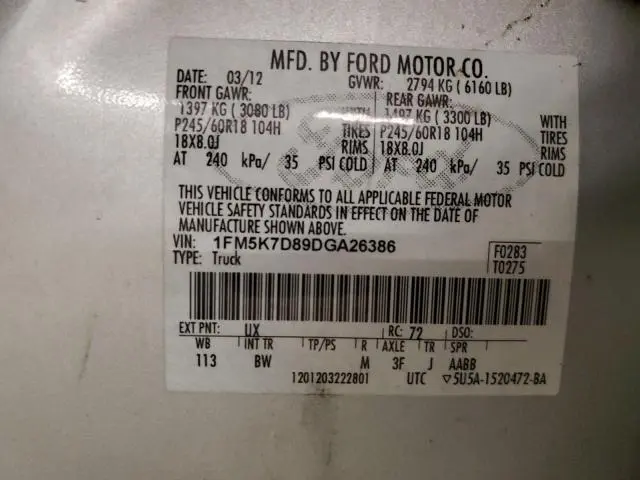 MFD. BY FORD MOTOR CO.
DATE: 03/12 GVWR: 2794 KG ( 6160 LB)
FRONT GAWR: REAR GAWR:
1397 KG ( 3080 LB) WITH 1497 KG ( 3300 LB) WITH
P245/60R18 104H TIRES P245/60R18 104H TIRES
18X8.0J RIMS 18X8.0J RIMS
AT 240 kPa/ 35 PSI COLD AT 240 kPa/ 35 PSI COLD
THIS VEHICLE CONFORMS TO ALL APPLICABLE FEDERAL MOTOR
VEHICLE SAFETY STANDARDS IN EFFECT ON THE DATE OF
MANUFACTURE SHOWN ABOVE.
VIN: 1FM5K7D89DGA26386 F0283
TYPE: Truck T0275
EXT PNT: UX RC: 72 DSO:
WB INT TR TP/PS R AXLE TR SPR
113 BW M 3F J AABB
1201203222801 UTC ▽5U5A-1520472-BA